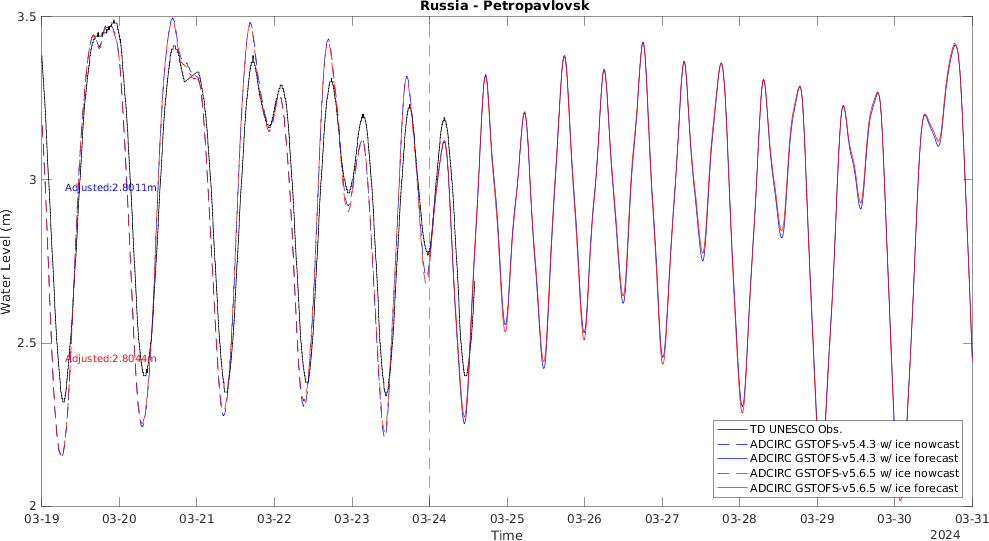 Russia - Petropavlovsk
3.5
3
2.5
2
Water Level (m)
Adjusted:2.8011m
Adjusted:2.8044m
TD UNESCO Obs.
ADCIRC GSTOFS-v5.4.3 w/ ice nowcast
ADCIRC GSTOFS-v5.4.3 w/ ice forecast
ADCIRC GSTOFS-v5.6.5 w/ ice nowcast
ADCIRC GSTOFS-v5.6.5 w/ ice forecast
03-19 03-20 03-21 03-22 03-23 03-24 03-25 03-26 03-27 03-28 03-29 03-30 03-31
Time
2024